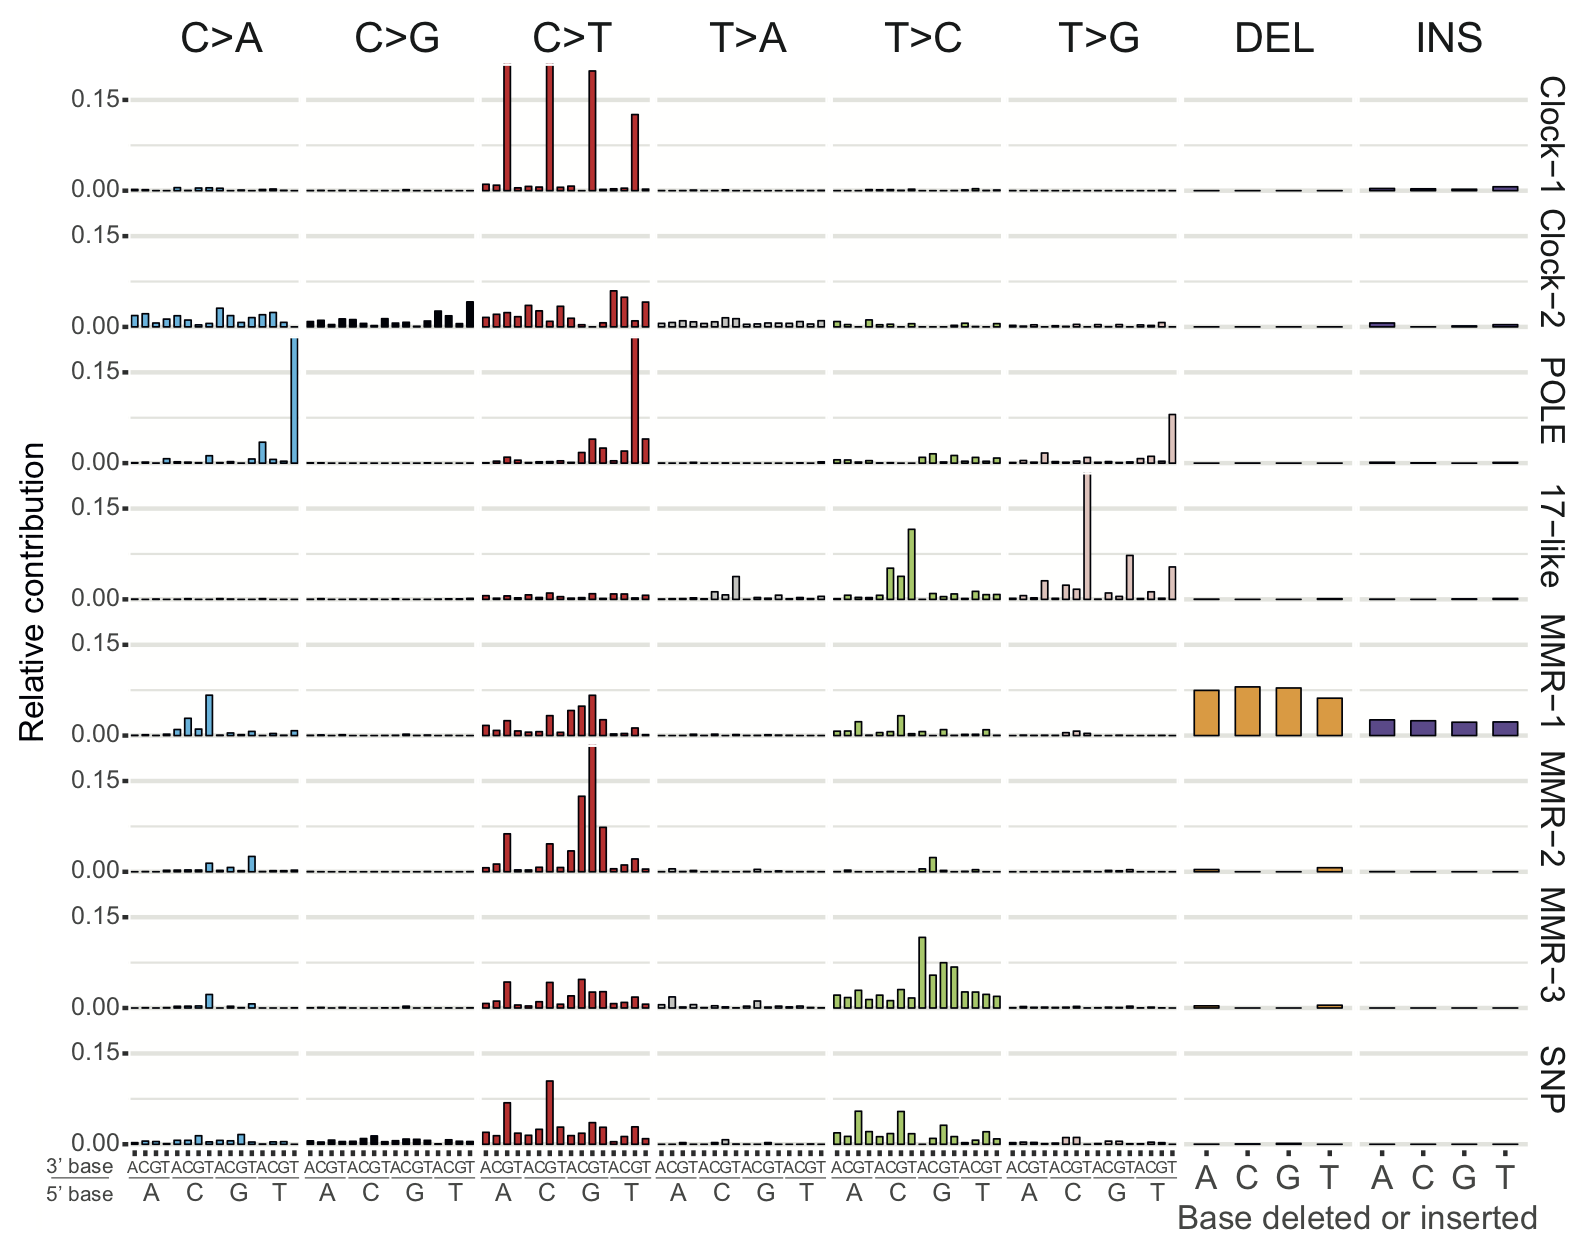 C>A C>G C>T T>A T>C T>G DEL INS
Relative contribution
0.15
0.00
Clock−1
0.15
0.00
Clock−2
0.15
0.00
POLE
0.15
0.00
17−like
0.15
0.00
MMR−1
0.15
0.00
MMR−2
0.15
0.00
MMR−3
0.15
0.00
SNP
3' base ACGTACGTACGTACGT ACGTACGTACGTACGT ACGTACGTACGTACGT ACGTACGTACGTACGT ACGTACGTACGTACGT ACGTACGTACGTACGT A C G T A C G T
5' base A C G T A C G T A C G T A C G T A C G T A C G T
Base deleted or inserted